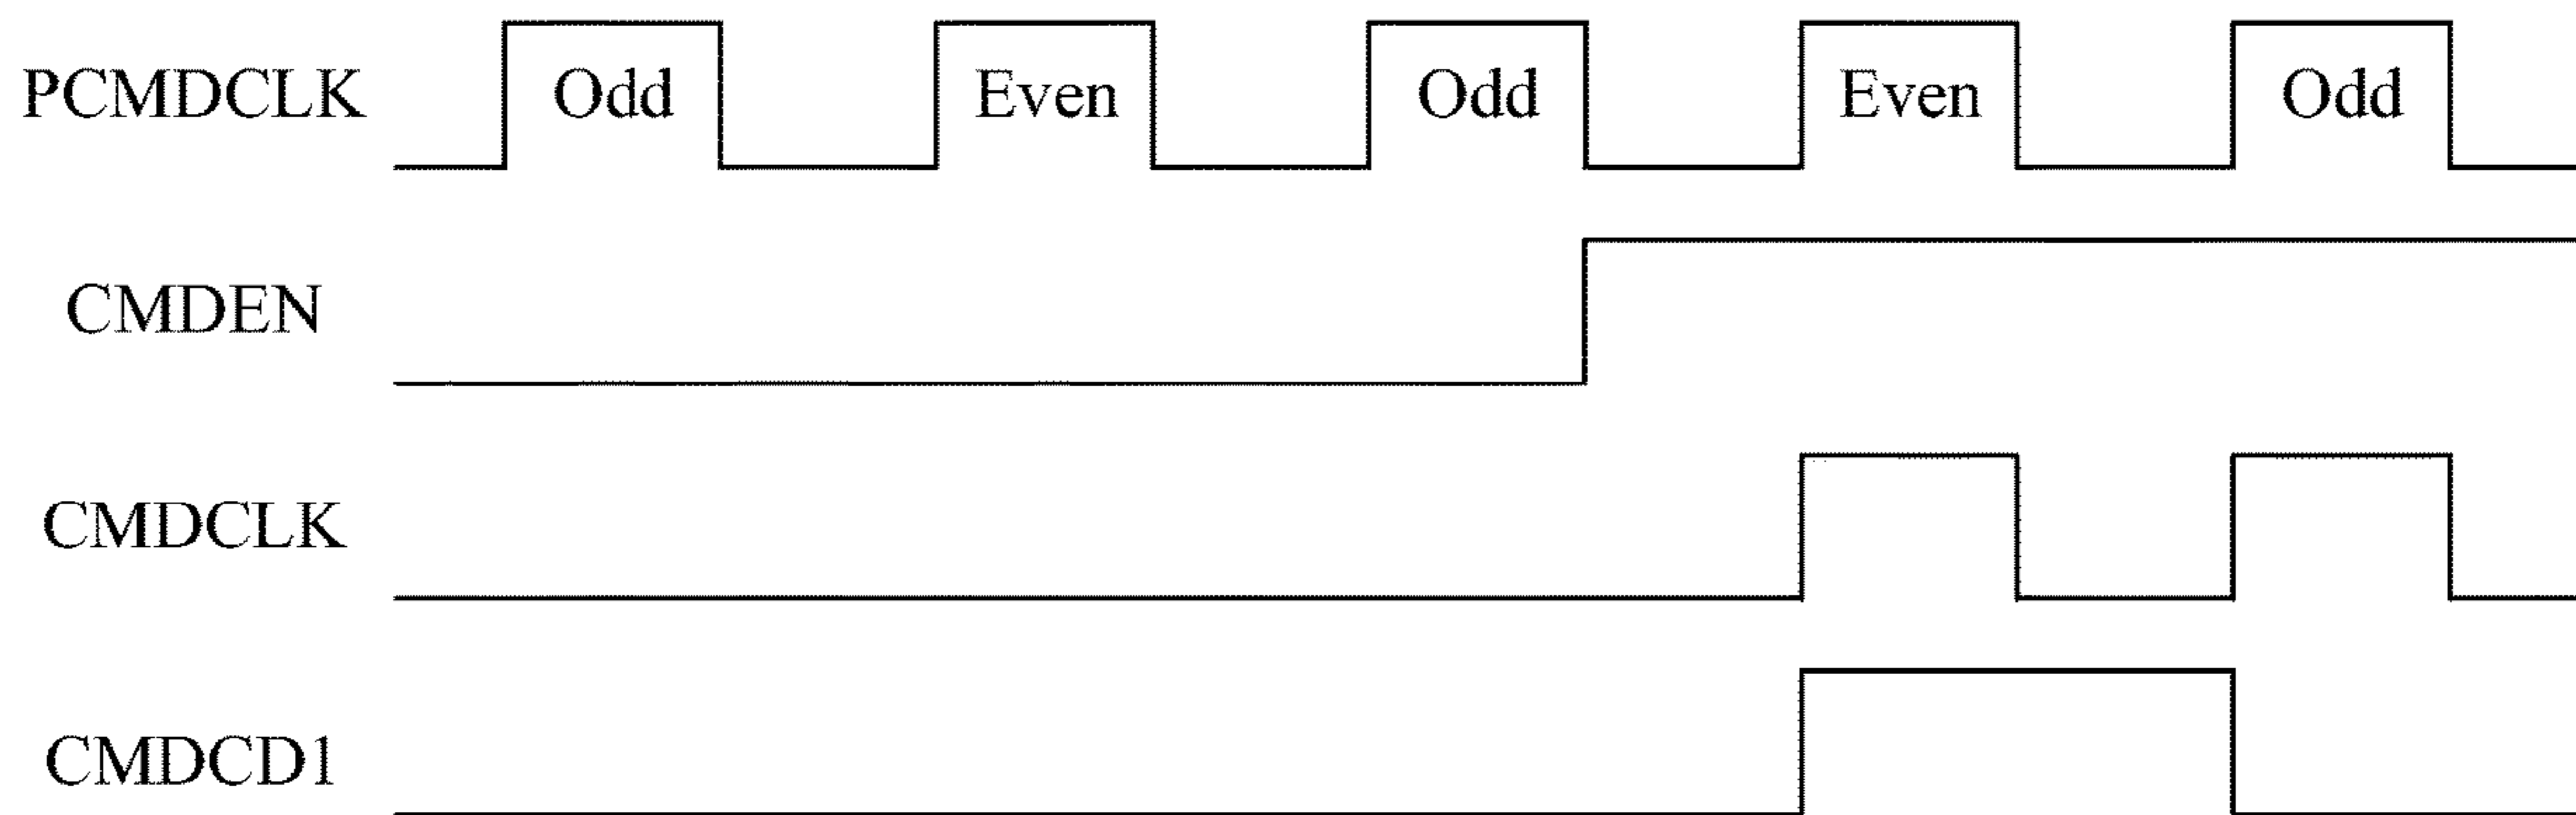 PCMDCLK Odd Even Odd Even Odd
CMDEN
CMDCLK
CMDCD1